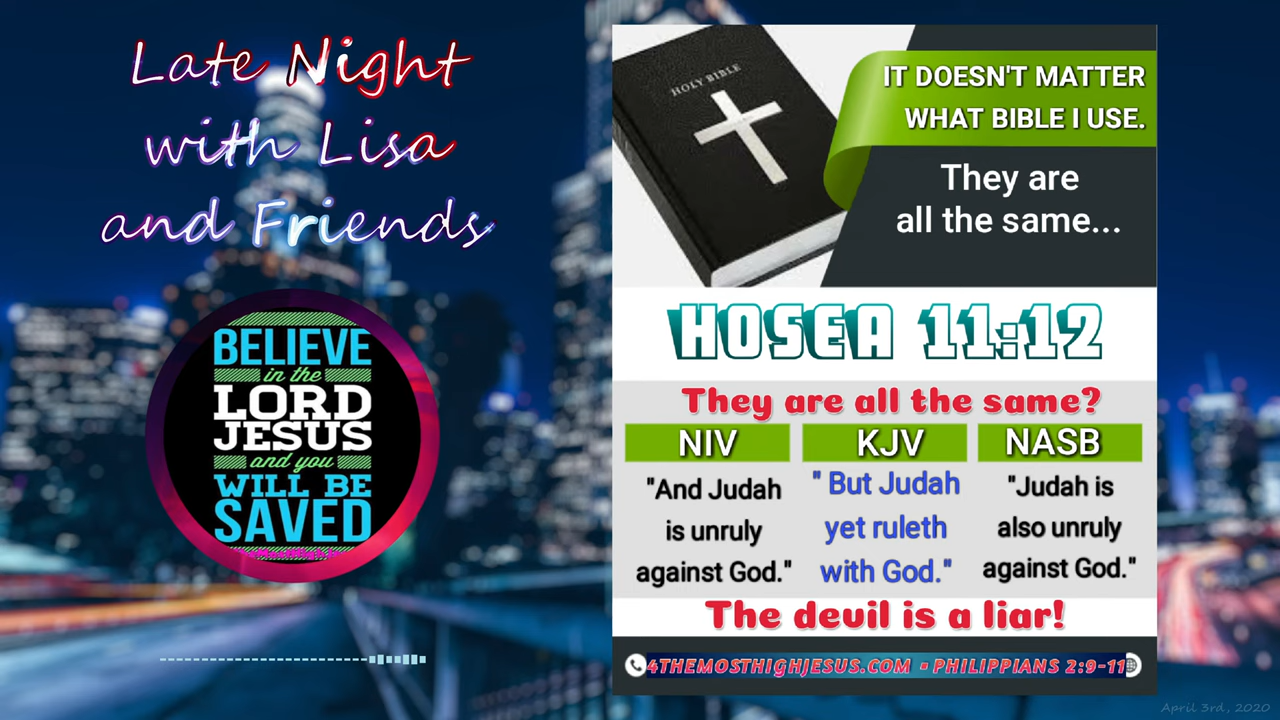 Late Night
with Lisa
and Friends
BELIEVE
in the
LORD
JESUS
and you
WILL BE
SAVED
HOLY BIBLE
IT DOESN'T MATTER
WHAT BIBLE I USE.
They are
all the same...
HOSEA 11:12
They are all the same?
NIV
"And Judah
is unruly
against God."
KJV
" But Judah
yet ruleth
with God."
NASB
"Judah is
also unruly
against God."
The devil is a liar!
4THEMOSTHIGHJESUS.COM ▪ PHILIPPIANS 2:9-11
April 3rd, 2020